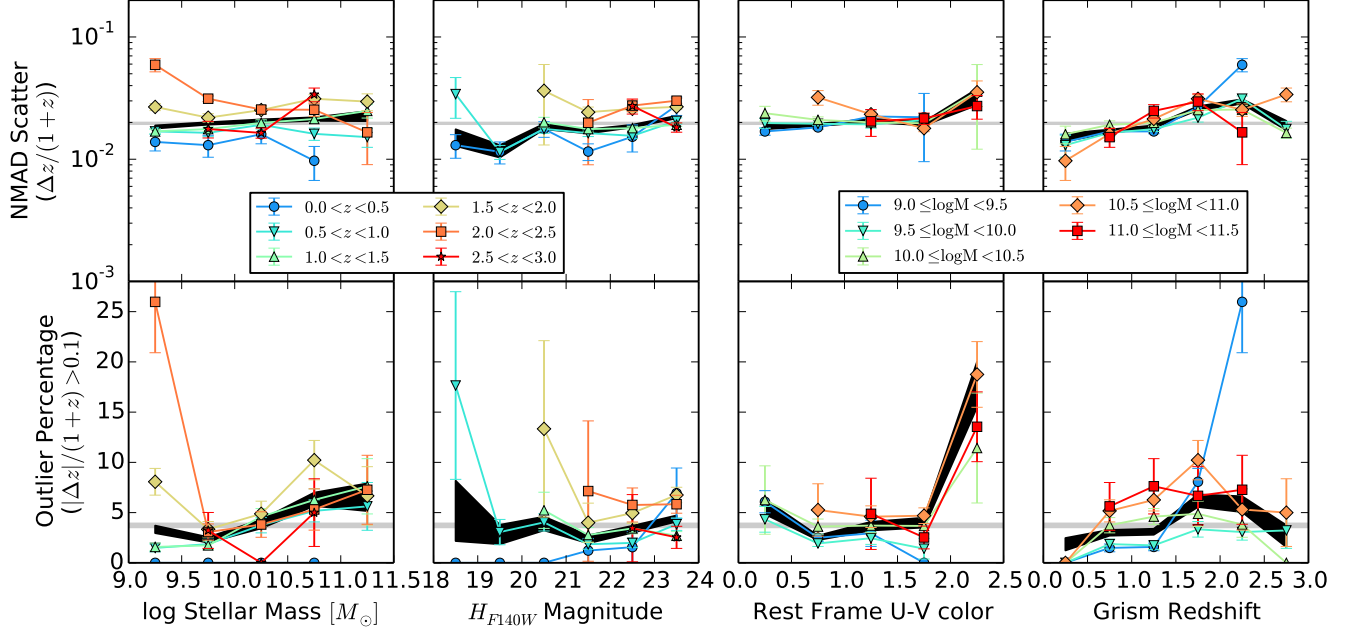 10⁻¹
10⁻²
10⁻³
NMAD Scatter
(Δz/(1+z))
0.0<z<0.5
0.5<z<1.0
1.0<z<1.5
1.5<z<2.0
2.0<z<2.5
2.5<z<3.0
9.0≤logM<9.5
9.5≤logM<10.0
10.0≤logM<10.5
10.5≤logM<11.0
11.0≤logM<11.5
25
20
15
10
5
0
Outlier Percentage
(|Δz|/(1+z)>0.1)
9.0 9.5 10.0 10.5 11.0 11.5
18 19 20 21 22 23 24
0.0 0.5 1.0 1.5 2.0 2.5
0.0 0.5 1.0 1.5 2.0 2.5 3.0
log Stellar Mass [M⊙]
H_F140W Magnitude
Rest Frame U-V color
Grism Redshift